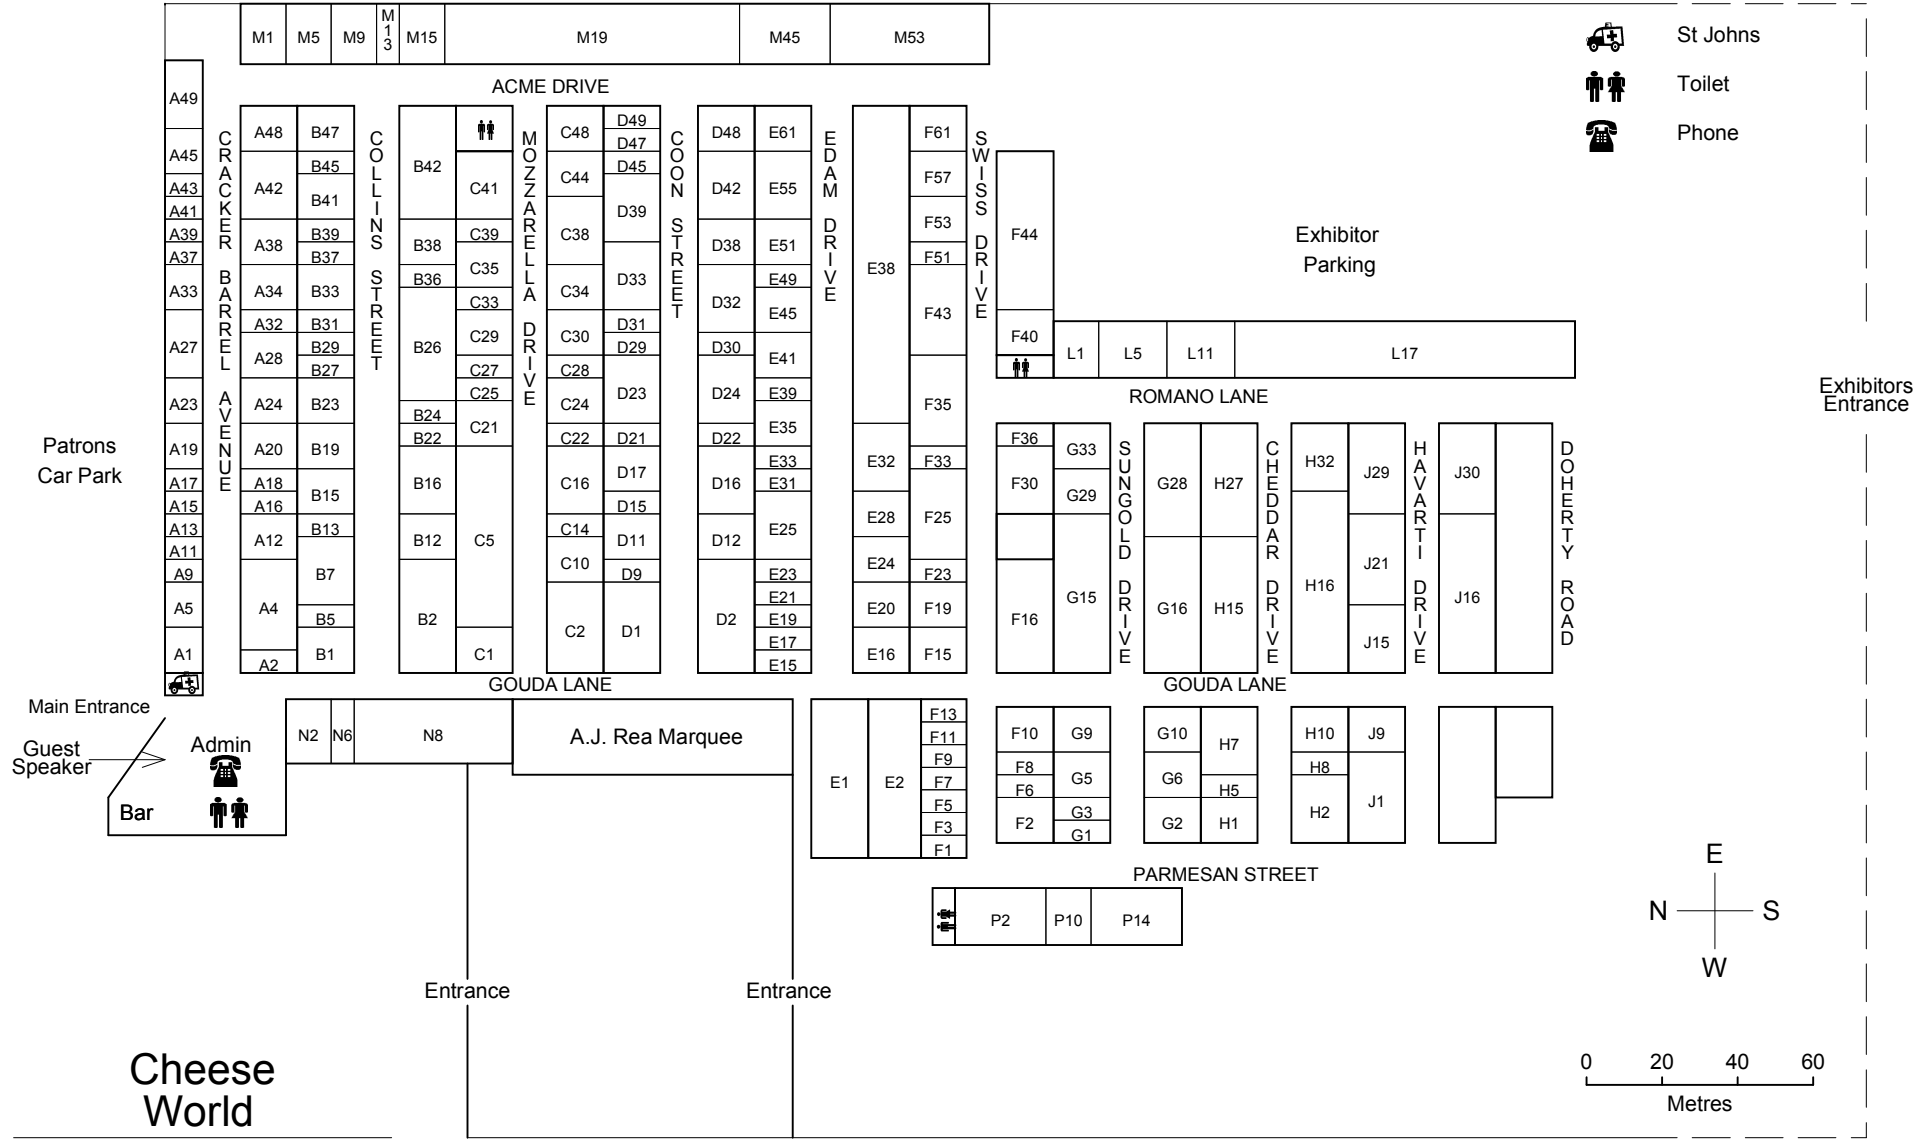 M1
M5
M9
M13
M15
M19
M45
M53
St Johns
Toilet
Phone
ACME DRIVE
A49
A45
A43
A41
A39
A37
A33
A27
A23
A19
A17
A15
A13
A11
A9
A5
A1
CRACKER BARREL AVENUE
A48
A42
A38
A34
A32
A28
A24
A20
A18
A16
A12
A4
A2
B47
B45
B41
B39
B37
B33
B31
B29
B27
B23
B19
B15
B13
B7
B5
B1
COLLINS STREET
B42
B38
B36
B26
B24
B22
B16
B12
B2
C41
C39
C35
C33
C29
C27
C25
C21
C5
C1
MOZZARELLA DRIVE
C48
C44
C38
C34
C30
C28
C24
C22
C16
C14
C10
C2
D49
D47
D45
D39
D33
D31
D29
D23
D21
D17
D15
D11
D9
D1
COON STREET
D48
D42
D38
D32
D30
D24
D22
D16
D12
D2
E61
E55
E51
E49
E45
E41
E39
E35
E33
E31
E25
E23
E21
E19
E17
E15
EDAM DRIVE
E38
E32
E28
E24
E20
E16
F61
F57
F53
F51
F43
F35
F33
F25
F23
F19
F15
SWISS DRIVE
F44
F40
L1
L5
L11
L17
Exhibitor
Parking
ROMANO LANE
Exhibitors
Entrance
Patrons
Car Park
F36
F30
F16
G33
G29
G15
SUNGOLD DRIVE
G28
G16
H27
H15
CHEDDAR DRIVE
H32
H16
J29
J21
J15
HAVARTI DRIVE
J30
J16
DOHERTY ROAD
GOUDA LANE
GOUDA LANE
Main Entrance
Guest
Speaker
Admin
Bar
N2
N6
N8
A.J. Rea Marquee
E1
E2
F13
F11
F9
F7
F5
F3
F1
F10
F8
F6
F2
G9
G5
G3
G1
G10
G6
G2
H7
H5
H1
H10
H8
H2
J9
J1
PARMESAN STREET
P2
P10
P14
E
N
S
W
Entrance
Entrance
Cheese
World
0 20 40 60
Metres